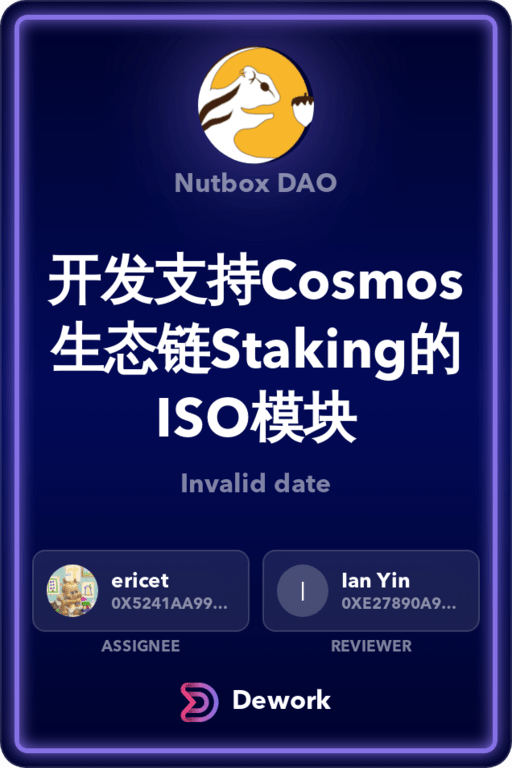 Nutbox DAO
开发支持Cosmos
生态链Staking的
ISO模块
Invalid date
ericet
0X5241AA99...
I
Ian Yin
0XE27890A9...
ASSIGNEE
REVIEWER
Dework